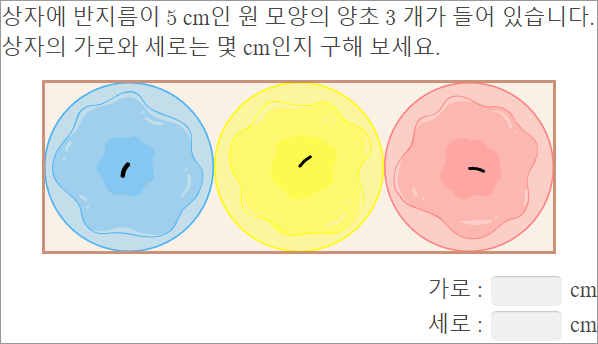 상자에 반지름이 5 cm인 원 모양의 양초 3 개가 들어 있습니다.
상자의 가로와 세로는 몇 cm인지 구해 보세요.
가로 : cm
세로 : cm